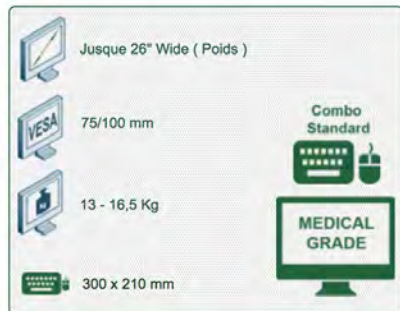 Jusque 26" Wide ( Poids )
VESA
75/100 mm
13 - 16,5 Kg
300 x 210 mm
Combo
Standard
MEDICAL
GRADE